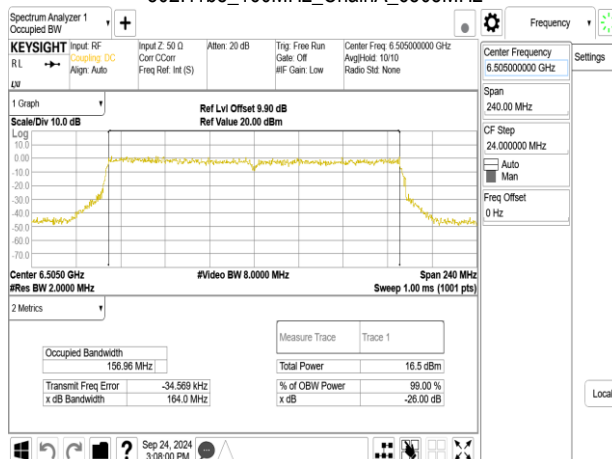 Spectrum Analyzer 1
Occupied BW
+
Frequency
KEYSIGHT
RL
LXI
Input: RF
Coupling: DC
Align: Auto
Input Z: 50 Ω
Corr CCorr
Freq Ref: Int (S)
Atten: 20 dB
Trig: Free Run
Gate: Off
#IF Gain: Low
Center Freq: 6.505000000 GHz
Avg|Hold: 10/10
Radio Std: None
Center Frequency
6.505000000 GHz
Settings
Span
240.00 MHz
CF Step
24.000000 MHz
Auto
Man
Freq Offset
0 Hz
Local
1 Graph
Scale/Div 10.0 dB
Ref Lvl Offset 9.90 dB
Ref Value 20.00 dBm
Log
10.0
0.00
-10.0
-20.0
-30.0
-40.0
-50.0
-60.0
-70.0
Center 6.5050 GHz
#Res BW 2.0000 MHz
#Video BW 8.0000 MHz
Span 240 MHz
Sweep 1.00 ms (1001 pts)
2 Metrics
Measure Trace
Trace 1
Occupied Bandwidth
156.96 MHz
Total Power
16.5 dBm
Transmit Freq Error
-34.569 kHz
% of OBW Power
99.00 %
x dB Bandwidth
164.0 MHz
x dB
-26.00 dB
?
Sep 24, 2024
3:08:00 PM